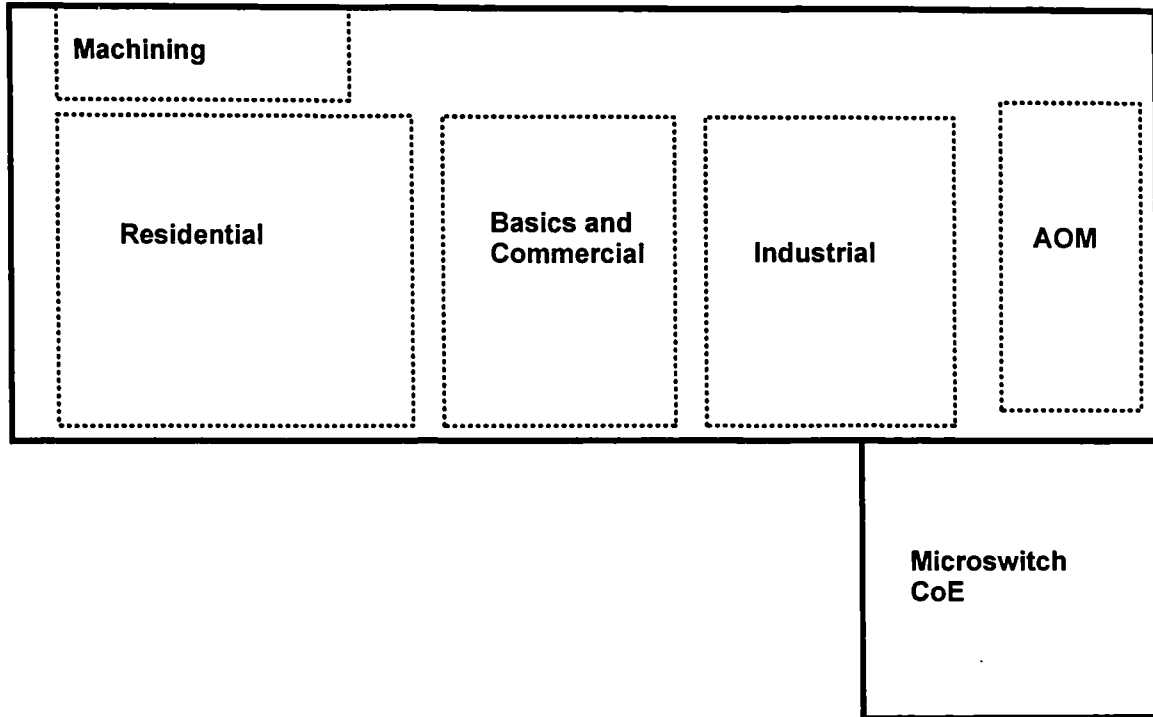 Machining
Residential
Basics and
Commercial
Industrial
AOM
Microswitch
CoE